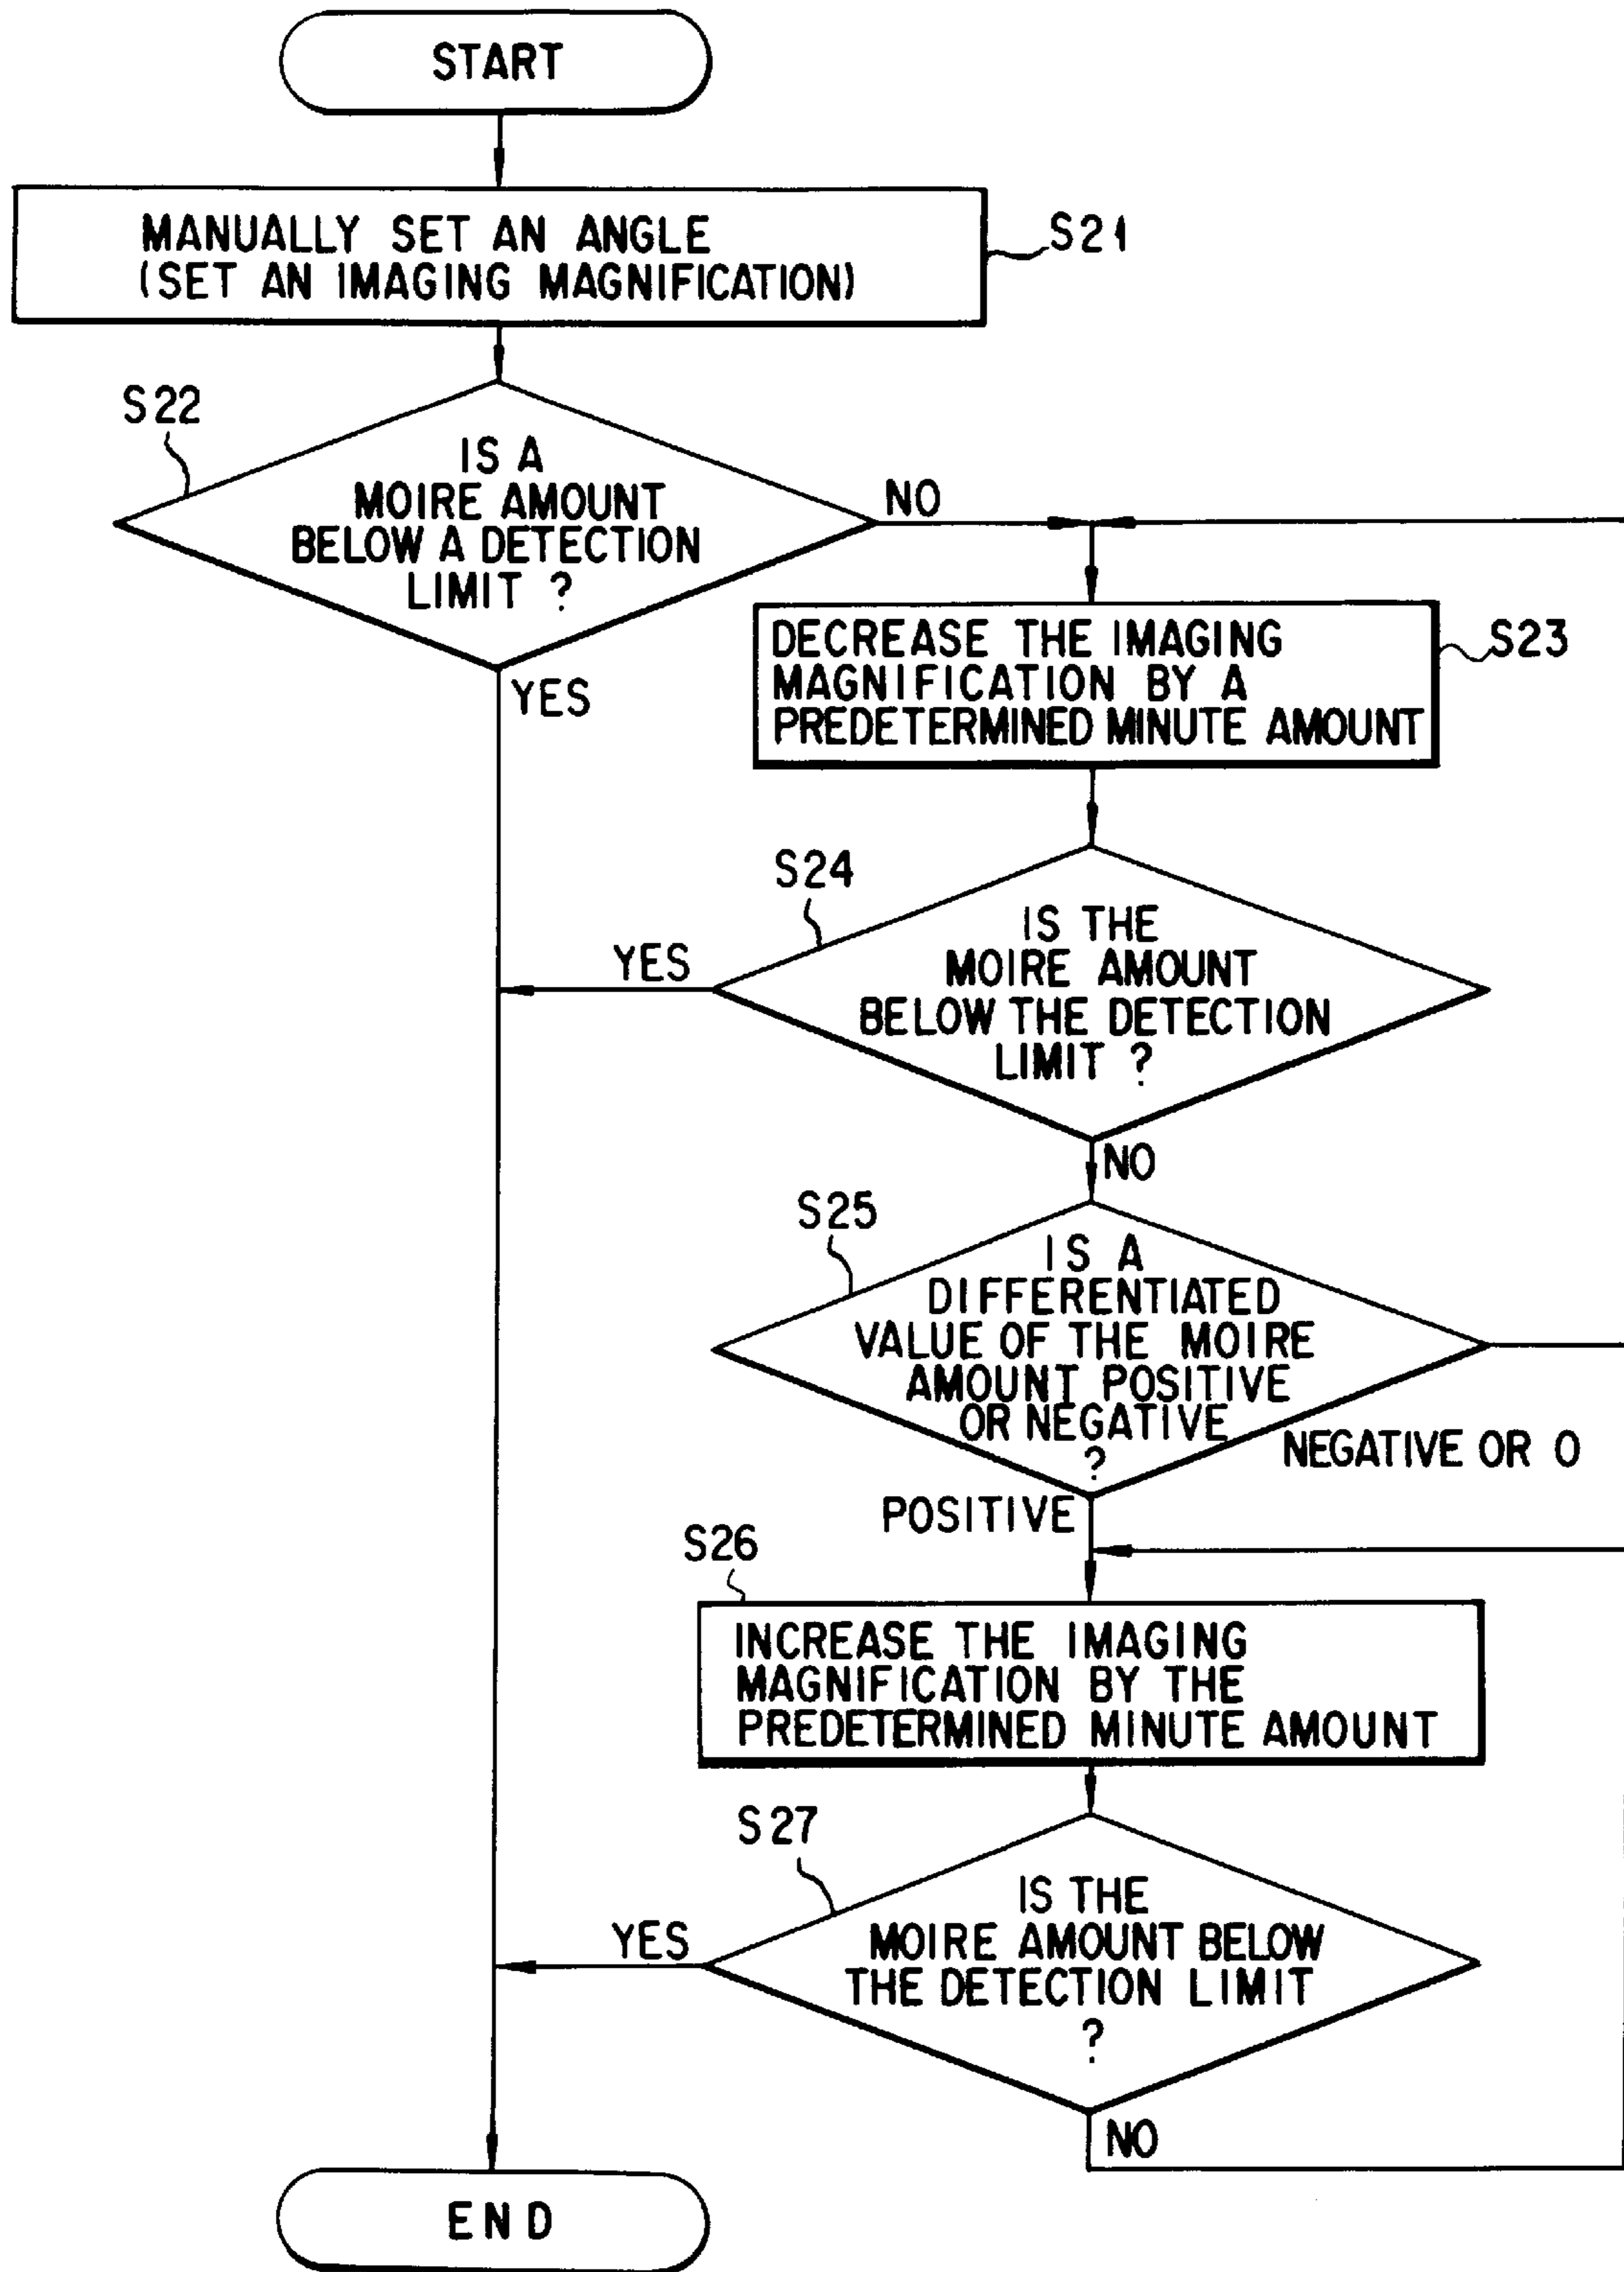 START
MANUALLY SET AN ANGLE
(SET AN IMAGING MAGNIFICATION)
S21
S22
IS A
MOIRE AMOUNT
BELOW A DETECTION
LIMIT ?
NO
YES
DECREASE THE IMAGING
MAGNIFICATION BY A
PREDETERMINED MINUTE AMOUNT
S23
S24
IS THE
MOIRE AMOUNT
BELOW THE DETECTION
LIMIT ?
YES
NO
S25
IS A
DIFFERENTIATED
VALUE OF THE MOIRE
AMOUNT POSITIVE
OR NEGATIVE
?
NEGATIVE OR 0
POSITIVE
S26
INCREASE THE IMAGING
MAGNIFICATION BY THE
PREDETERMINED MINUTE AMOUNT
S27
IS THE
MOIRE AMOUNT BELOW
THE DETECTION LIMIT
?
YES
NO
END